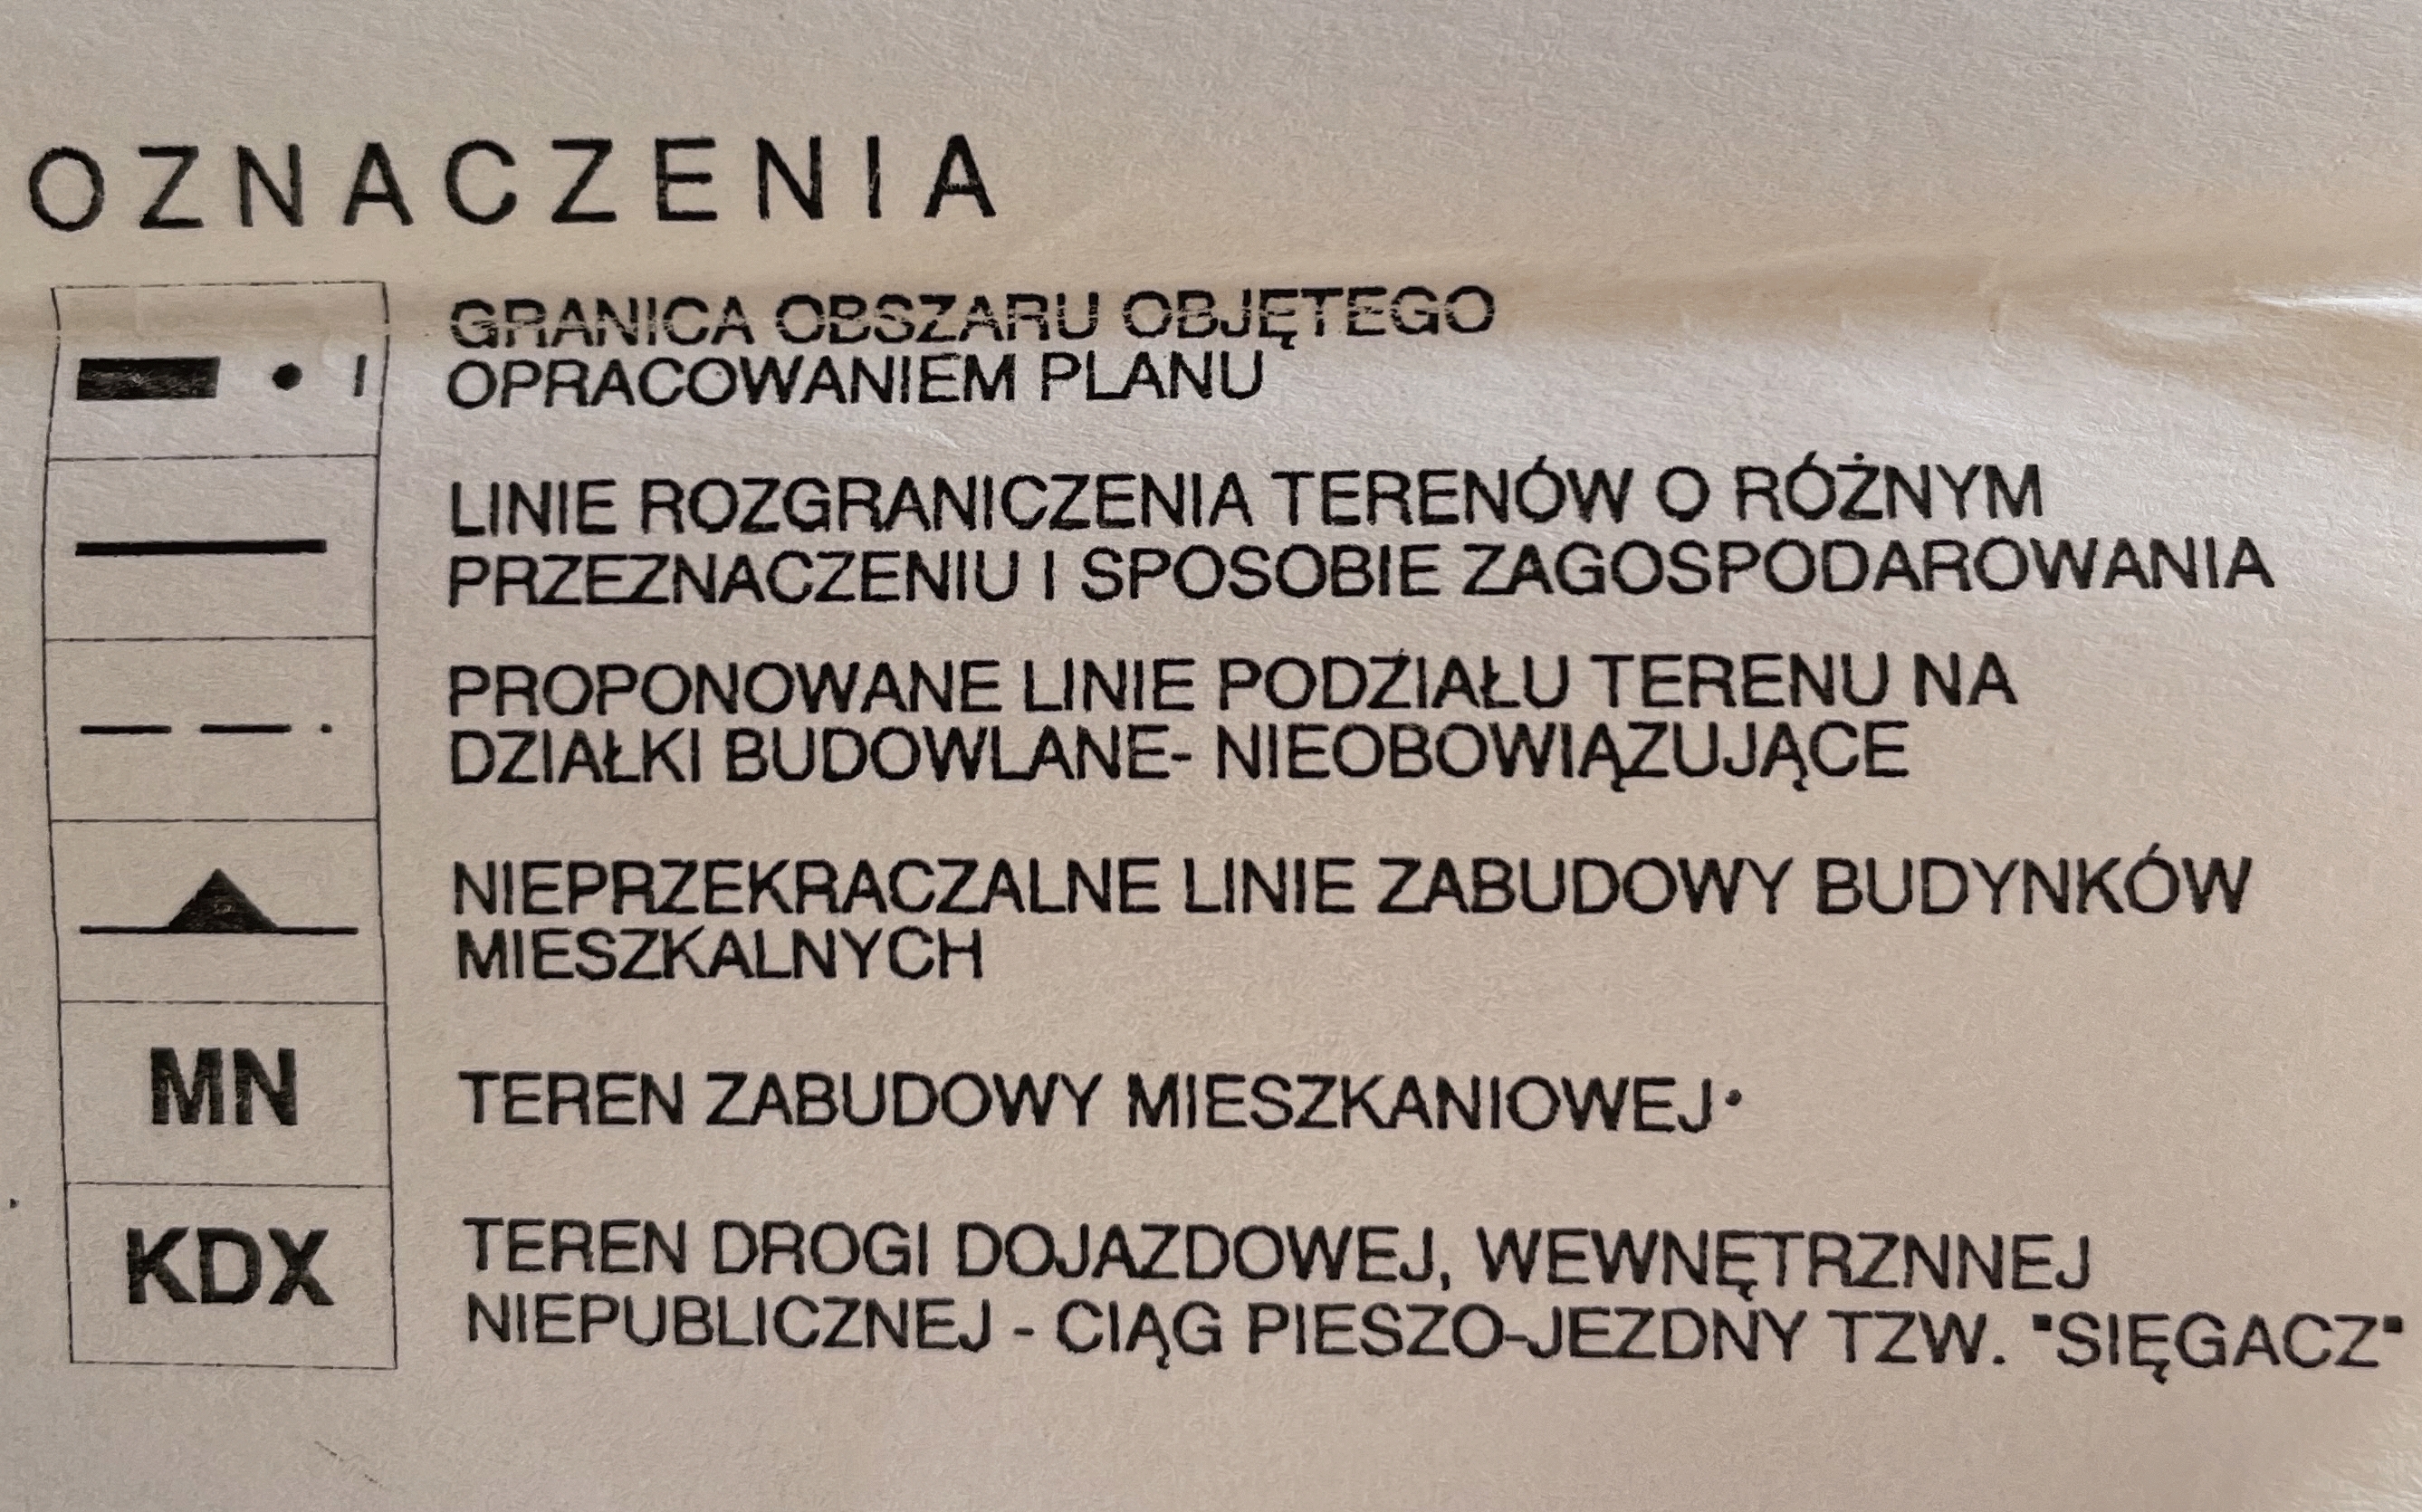 OZNACZENIA
GRANICA OBSZARU OBJĘTEGO
OPRACOWANIEM PLANU
LINIE ROZGRANICZENIA TERENÓW O RÓŻNYM
PRZEZNACZENIU I SPOSOBIE ZAGOSPODAROWANIA
PROPONOWANE LINIE PODZIAŁU TERENU NA
DZIAŁKI BUDOWLANE- NIEOBOWIĄZUJĄCE
NIEPRZEKRACZALNE LINIE ZABUDOWY BUDYNKÓW
MIESZKALNYCH
MN TEREN ZABUDOWY MIESZKANIOWEJ
KDX TEREN DROGI DOJAZDOWEJ, WEWNĘTRZNNEJ
NIEPUBLICZNEJ - CIĄG PIESZO-JEZDNY TZW. "SIĘGACZ"